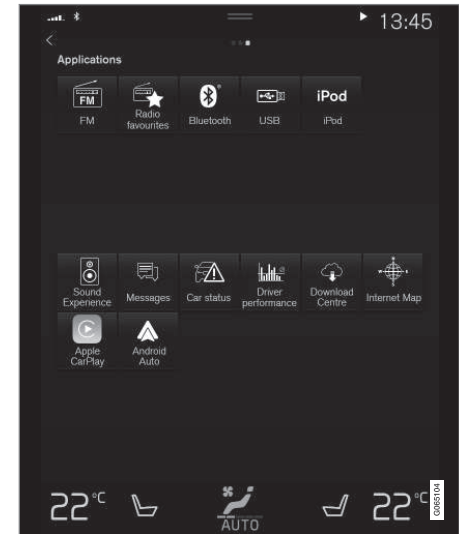 13:45
Applications
FM
iPod
FM
Radio
favourites
Bluetooth
USB
iPod
Sound
Experience
Messages
Car status
Driver
performance
Download
Centre
Internet Map
Apple
CarPlay
Android
Auto
22°C
AUTO
22°C
G065104